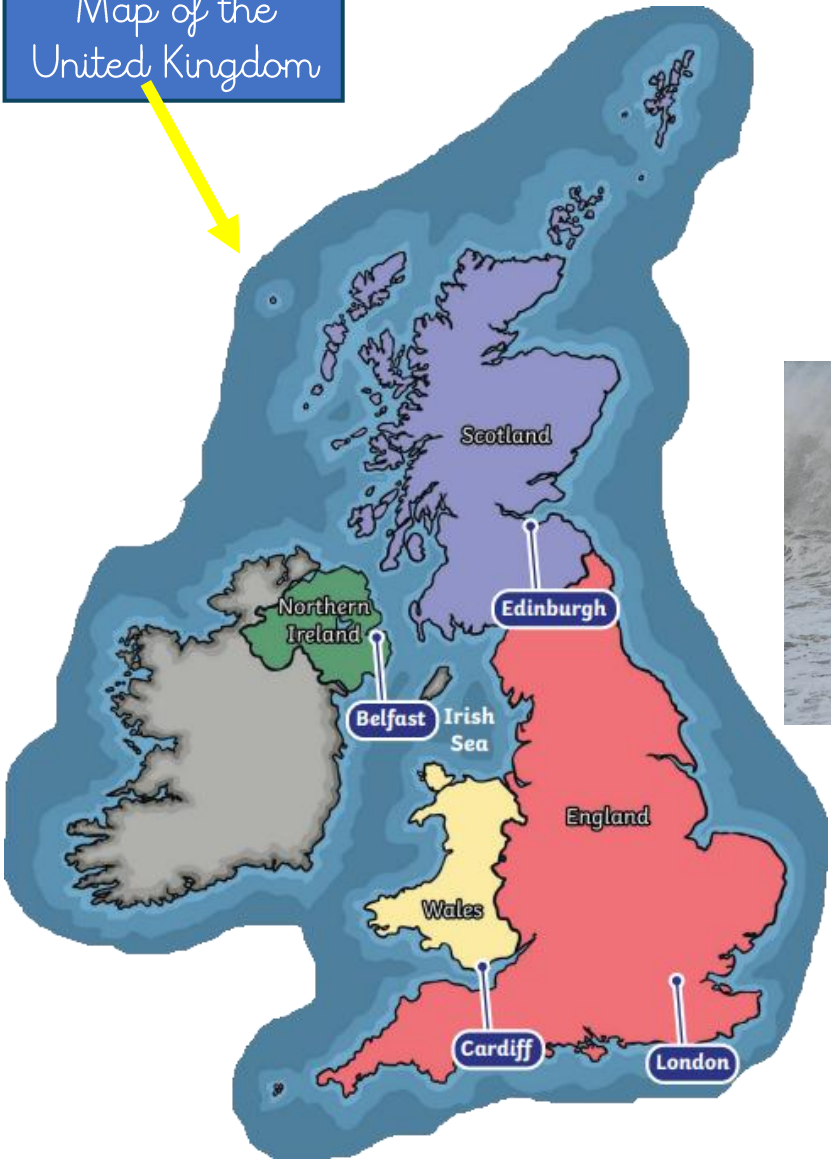 Map of the
United Kingdom
Scotland
Edinburgh
Northern
Ireland
Belfast
Irish
Sea
England
Wales
Cardiff
London